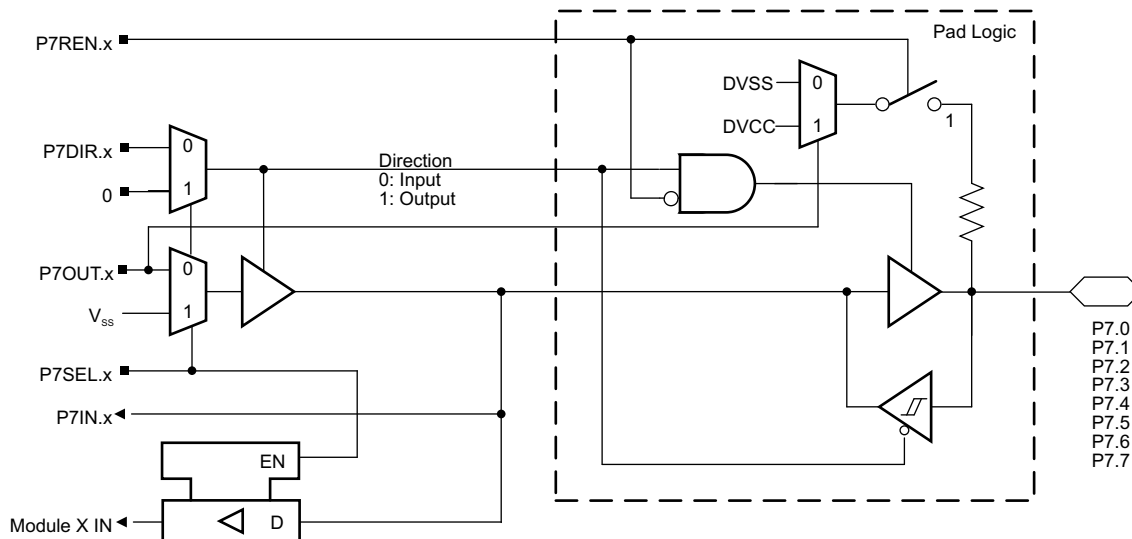 P7REN.x
Pad Logic
DVSS
0
DVCC
1
1
P7DIR.x
0
0
1
Direction
0: Input
1: Output
P7OUT.x
0
VSS
1
P7SEL.x
P7IN.x
EN
D
Module X IN
P7.0
P7.1
P7.2
P7.3
P7.4
P7.5
P7.6
P7.7